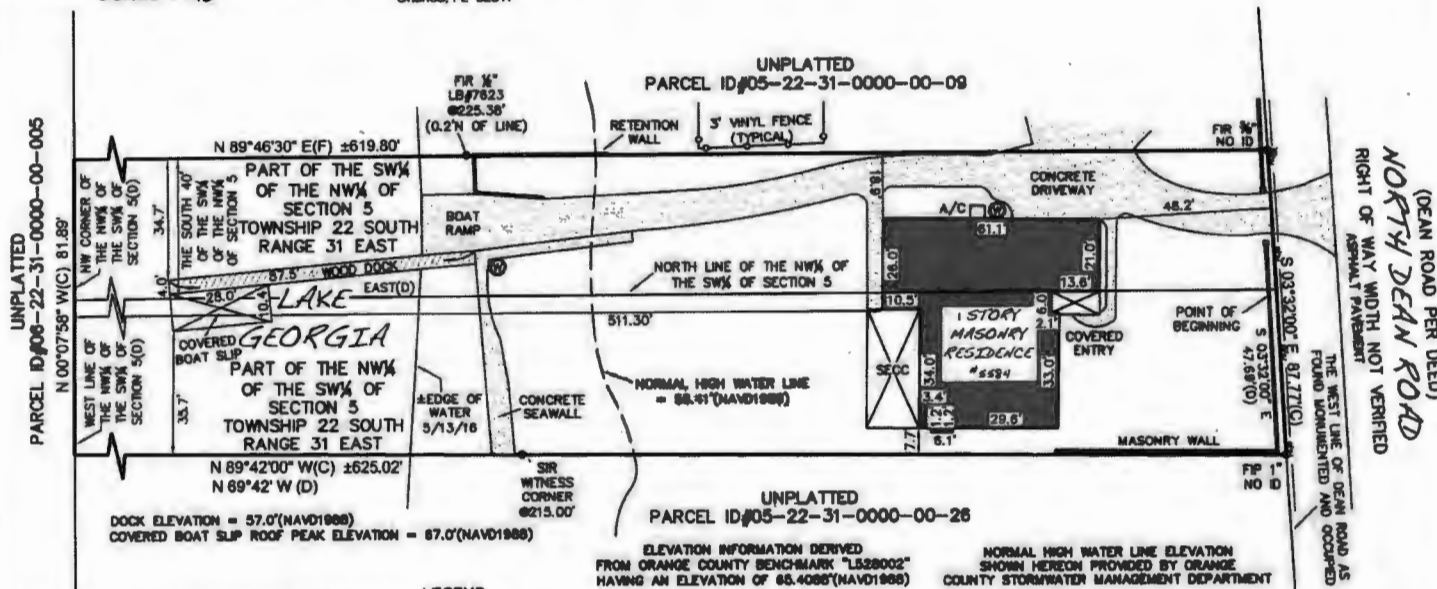 UNPLATTED
PARCEL ID#05-22-31-0000-00-09
FIR ⅝"
LB#7623
@225.38'
(0.2'N OF LINE)
RETENTION
WALL
3' VINYL FENCE
(TYPICAL)
FIR ⅝"
NO ID
N 89°46'30" E(F) ±619.80'
PART OF THE SW¼
OF THE NW¼ OF
SECTION 5
TOWNSHIP 22 SOUTH
RANGE 31 EAST
UNPLATTED
PARCEL ID#06-22-31-0000-00-005
N 00°07'58" W(C) 81.89'
NW CORNER OF
THE NW¼ OF
THE SW¼ OF
SECTION 5(D)
34.7'
THE SOUTH 40'
OF THE SW¼
OF THE NW¼
OF SECTION 5
BOAT
RAMP
18.9'
CONCRETE
DRIVEWAY
48.2'
A/C
W
61.1'
26.0'
21.0'
87.5'
WOOD DOCK
W
4.0'
28.0'
10.4'
LAKE
GEORGIA
EAST(D)
NORTH LINE OF THE NW¼ OF
THE SW¼ OF SECTION 5
511.30'
10.5'
13.6'
6.0'
2.1'
COVERED
ENTRY
POINT OF
BEGINNING
COVERED
BOAT SLIP
1 STORY
MASONRY
RESIDENCE
#5584
34.0'
33.0'
3.4'
1.2'
1.2'
29.6'
6.1'
7.7'
WEST LINE OF
THE NW¼ OF
THE SW¼ OF
SECTION 5(D)
35.7'
PART OF THE NW¼
OF THE SW¼ OF
SECTION 5
TOWNSHIP 22 SOUTH
RANGE 31 EAST
±EDGE OF
WATER
5/13/16
CONCRETE
SEAWALL
NORMAL HIGH WATER LINE
MASONRY WALL
N 89°42'00" W(C) ±625.02'
N 69°42' W (D)
SIR
WITNESS
CORNER
@215.00'
FIP 1"
NO ID
UNPLATTED
PARCEL ID#05-22-31-0000-00-26
S 03°32'00" E 87.77'(C)
S 03°32'00" E
47.69'(D)
(DEAN ROAD PER DEED)
NORTH DEAN ROAD
RIGHT OF WAY WIDTH NOT VERIFIED
ASPHALT PAVEMENT
THE WEST LINE OF DEAN ROAD AS
FOUND MONUMENTED AND OCCUPIED
DOCK ELEVATION = 57.0'(NAVD1988)
COVERED BOAT SLIP ROOF PEAK ELEVATION = 67.0'(NAVD1988)
ELEVATION INFORMATION DERIVED
FROM ORANGE COUNTY BENCHMARK "L528002"
HAVING AN ELEVATION OF
NORMAL HIGH WATER LINE ELEVATION
SHOWN HEREON PROVIDED BY ORANGE
COUNTY STORMWATER MANAGEMENT DEPARTMENT